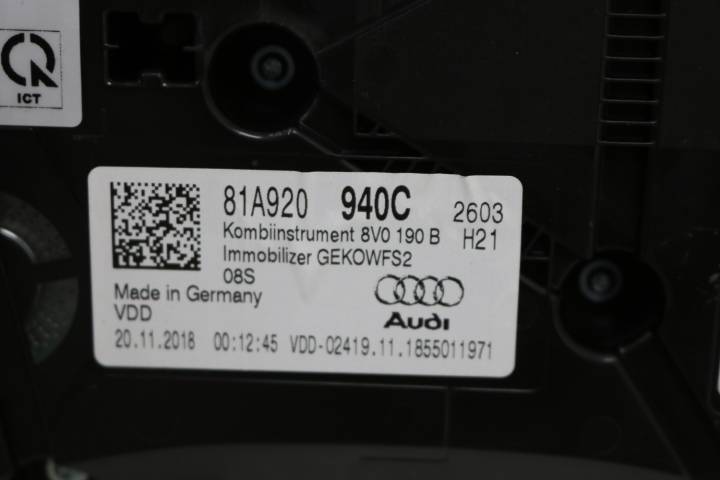 ICT
81A920 940C 2603
Kombiinstrument 8V0 190 B H21
Immobilizer GEKOWFS2
08S
Made in Germany
VDD
Audi
20.11.2018 00:12:45 VDD-02419.11.1855011971